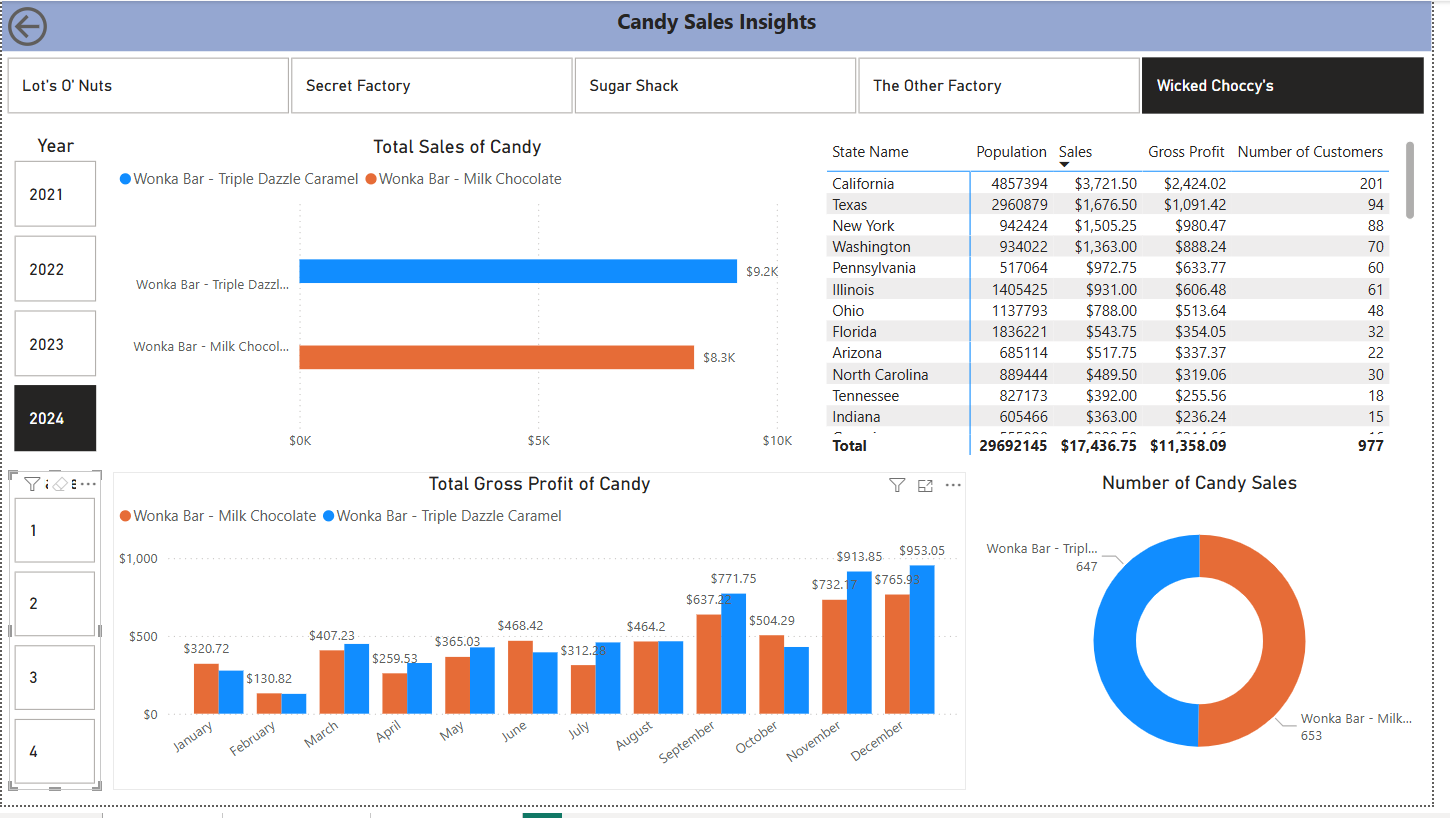 Candy Sales Insights
Lot's O' Nuts
Secret Factory
Sugar Shack
The Other Factory
Wicked Choccy's
Year
2021
2022
2023
2024
Total Sales of Candy
Wonka Bar - Triple Dazzle Caramel Wonka Bar - Milk Chocolate
Wonka Bar - Triple Dazzl... $9.2K
Wonka Bar - Milk Chocol... $8.3K
$0K $5K $10K
State Name Population Sales Gross Profit Number of Customers
California 4857394 $3,721.50 $2,424.02 201
Texas 2960879 $1,676.50 $1,091.42 94
New York 942424 $1,505.25 $980.47 88
Washington 934022 $1,363.00 $888.24 70
Pennsylvania 517064 $972.75 $633.77 60
Illinois 1405425 $931.00 $606.48 61
Ohio 1137793 $788.00 $513.64 48
Florida 1836221 $543.75 $354.05 32
Arizona 685114 $517.75 $337.37 22
North Carolina 889444 $489.50 $319.06 30
Tennessee 827173 $392.00 $255.56 18
Indiana 605466 $363.00 $236.24 15
Total 29692145 $17,436.75 $11,358.09 977
1
2
3
4
Total Gross Profit of Candy
Wonka Bar - Milk Chocolate Wonka Bar - Triple Dazzle Caramel
$1,000
$500
$0
$320.72
$130.82
$407.23
$259.53
$365.03
$468.42
$312.28
$464.2
$637.22
$771.75
$504.29
$732.17
$913.85
$765.93
$953.05
January February March April May June July August September October November December
Number of Candy Sales
Wonka Bar - Tripl...
647
Wonka Bar - Milk...
653